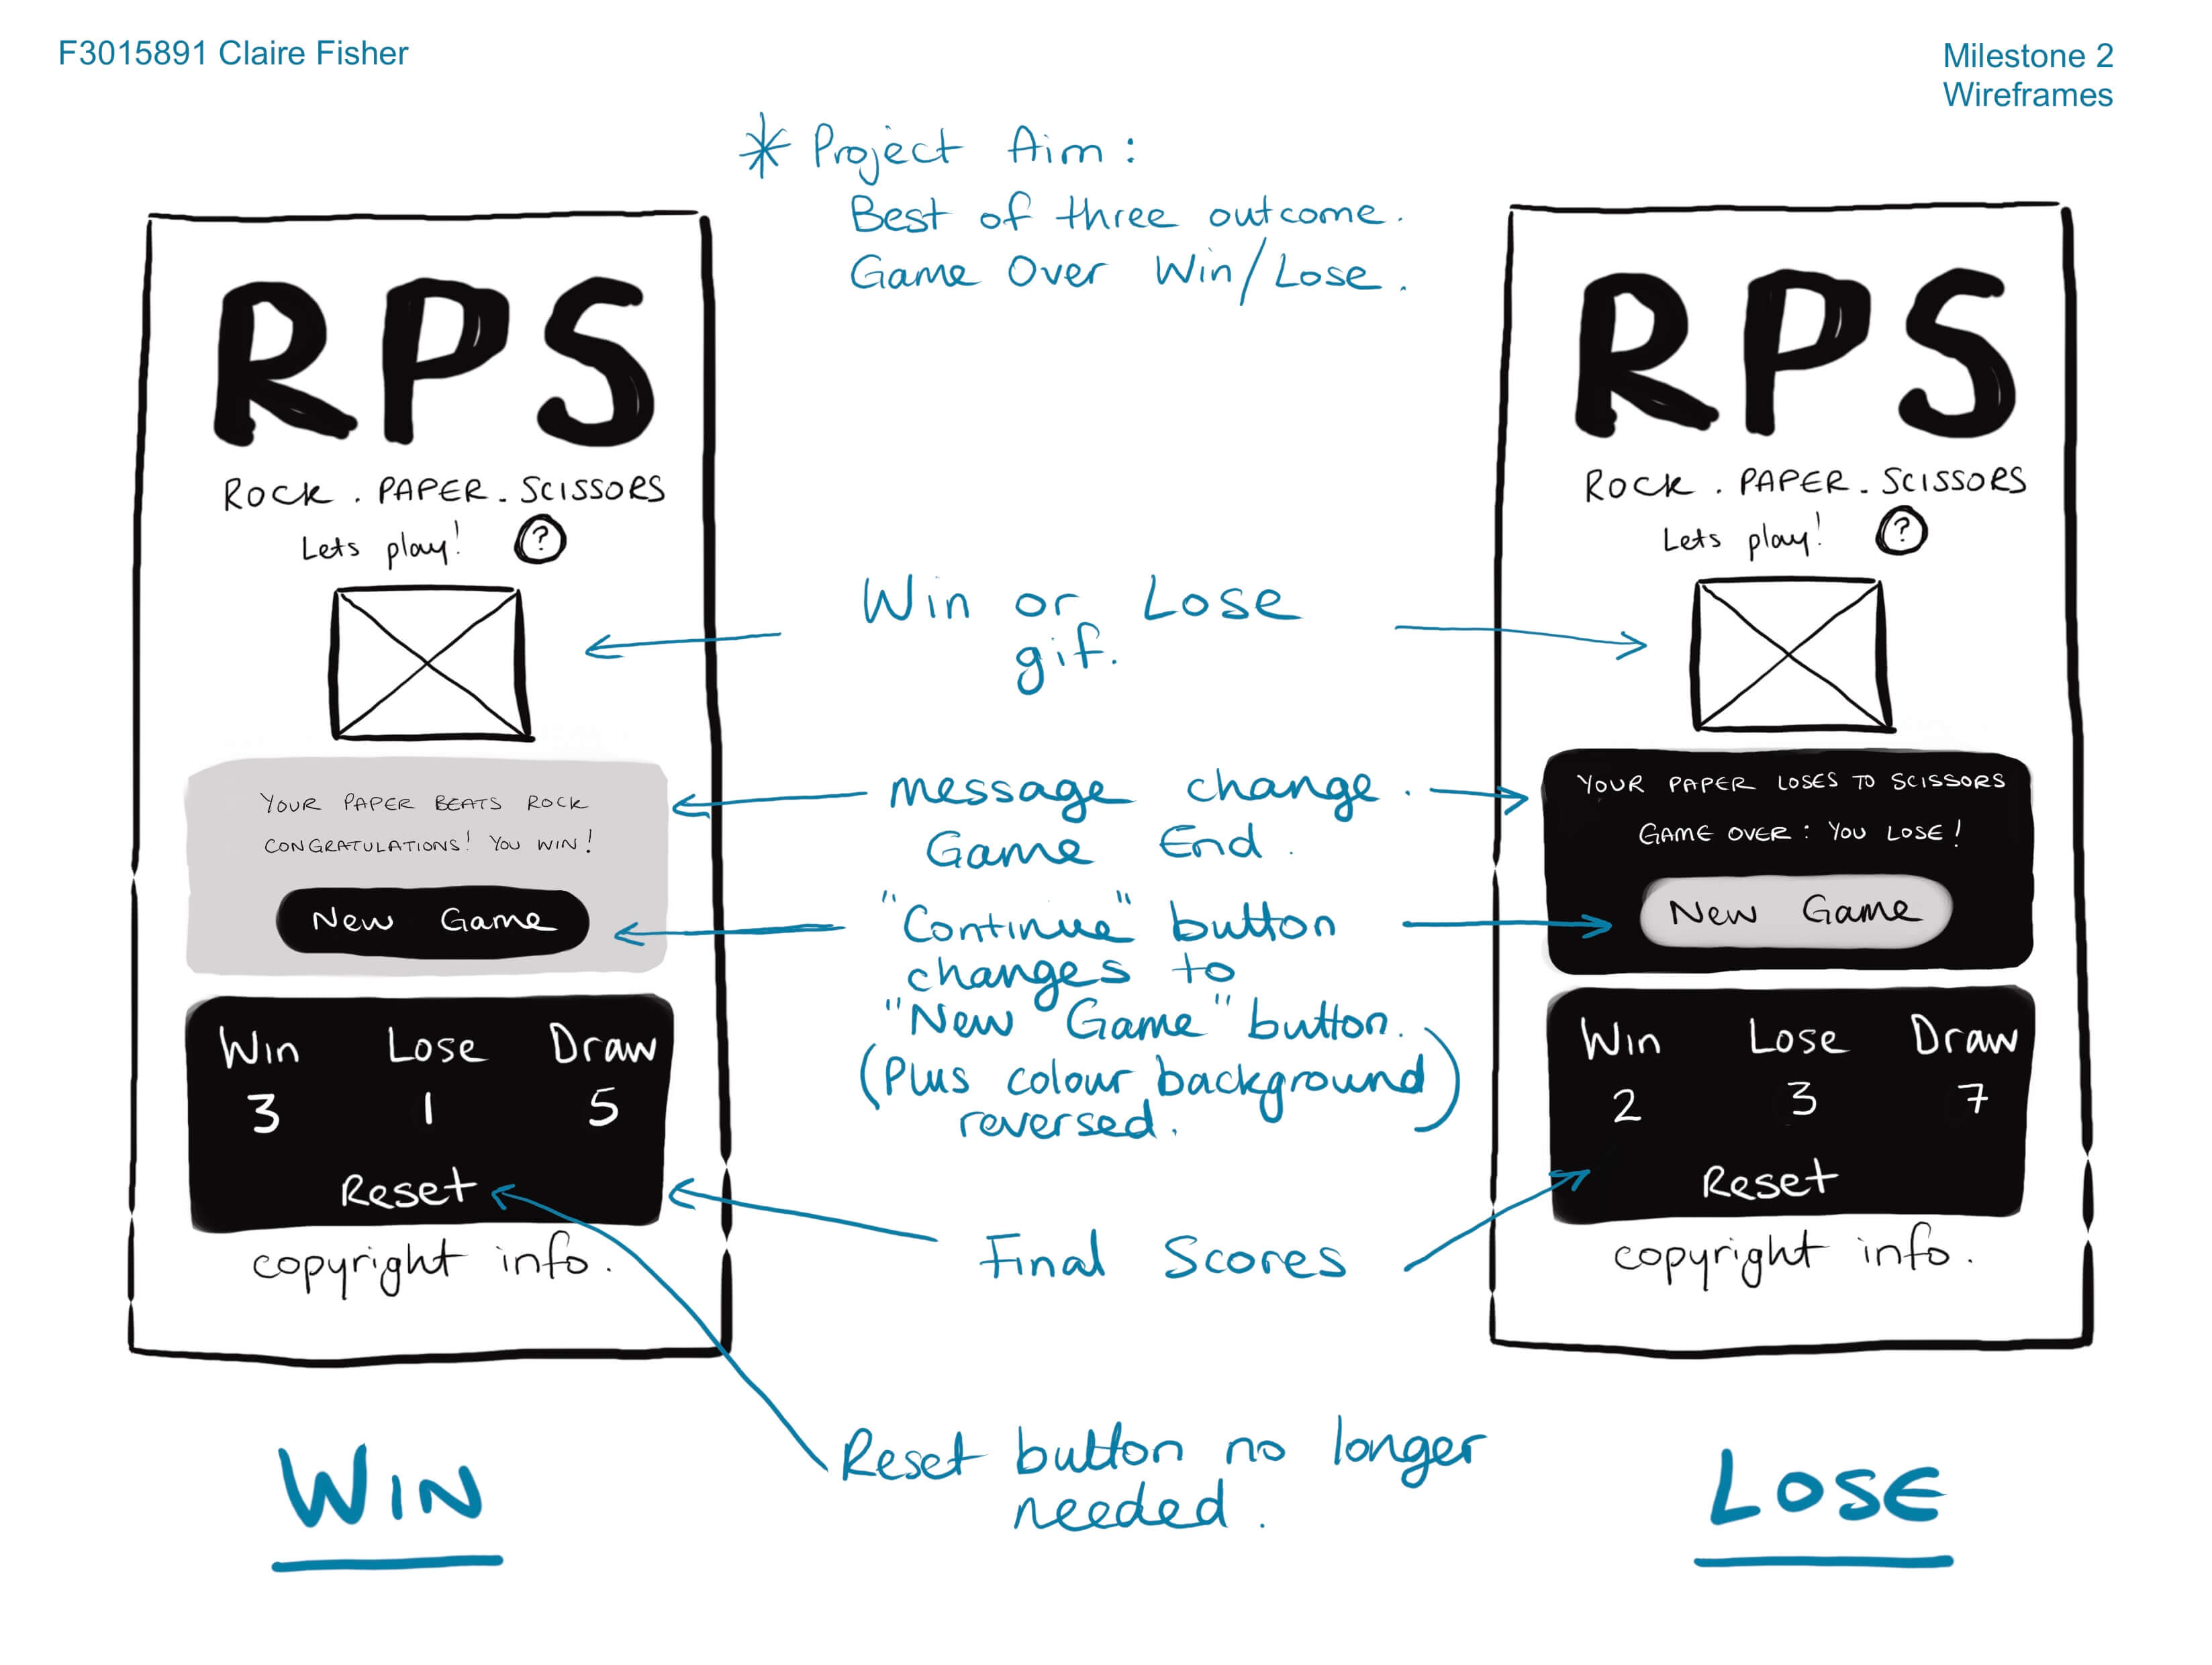 F3015891 Claire Fisher
Milestone 2
Wireframes
* Project Aim:
Best of three outcome.
Game Over Win/Lose.
RPS
ROCK . PAPER . SCISSORS
Lets play! ?
YOUR PAPER BEATS ROCK
CONGRATULATIONS! YOU WIN!
New Game
Win Lose Draw
3 1 5
Reset
copyright info.
WIN
Win or Lose
gif.
message change.
Game End.
"Continue" button
changes to
"New Game" button.
(Plus colour background
reversed.)
Final Scores
Reset button no longer
needed.
RPS
ROCK . PAPER . SCISSORS
Lets play! ?
YOUR PAPER LOSES TO SCISSORS
GAME OVER : YOU LOSE!
New Game
Win Lose Draw
2 3 7
Reset
copyright info.
LOSE